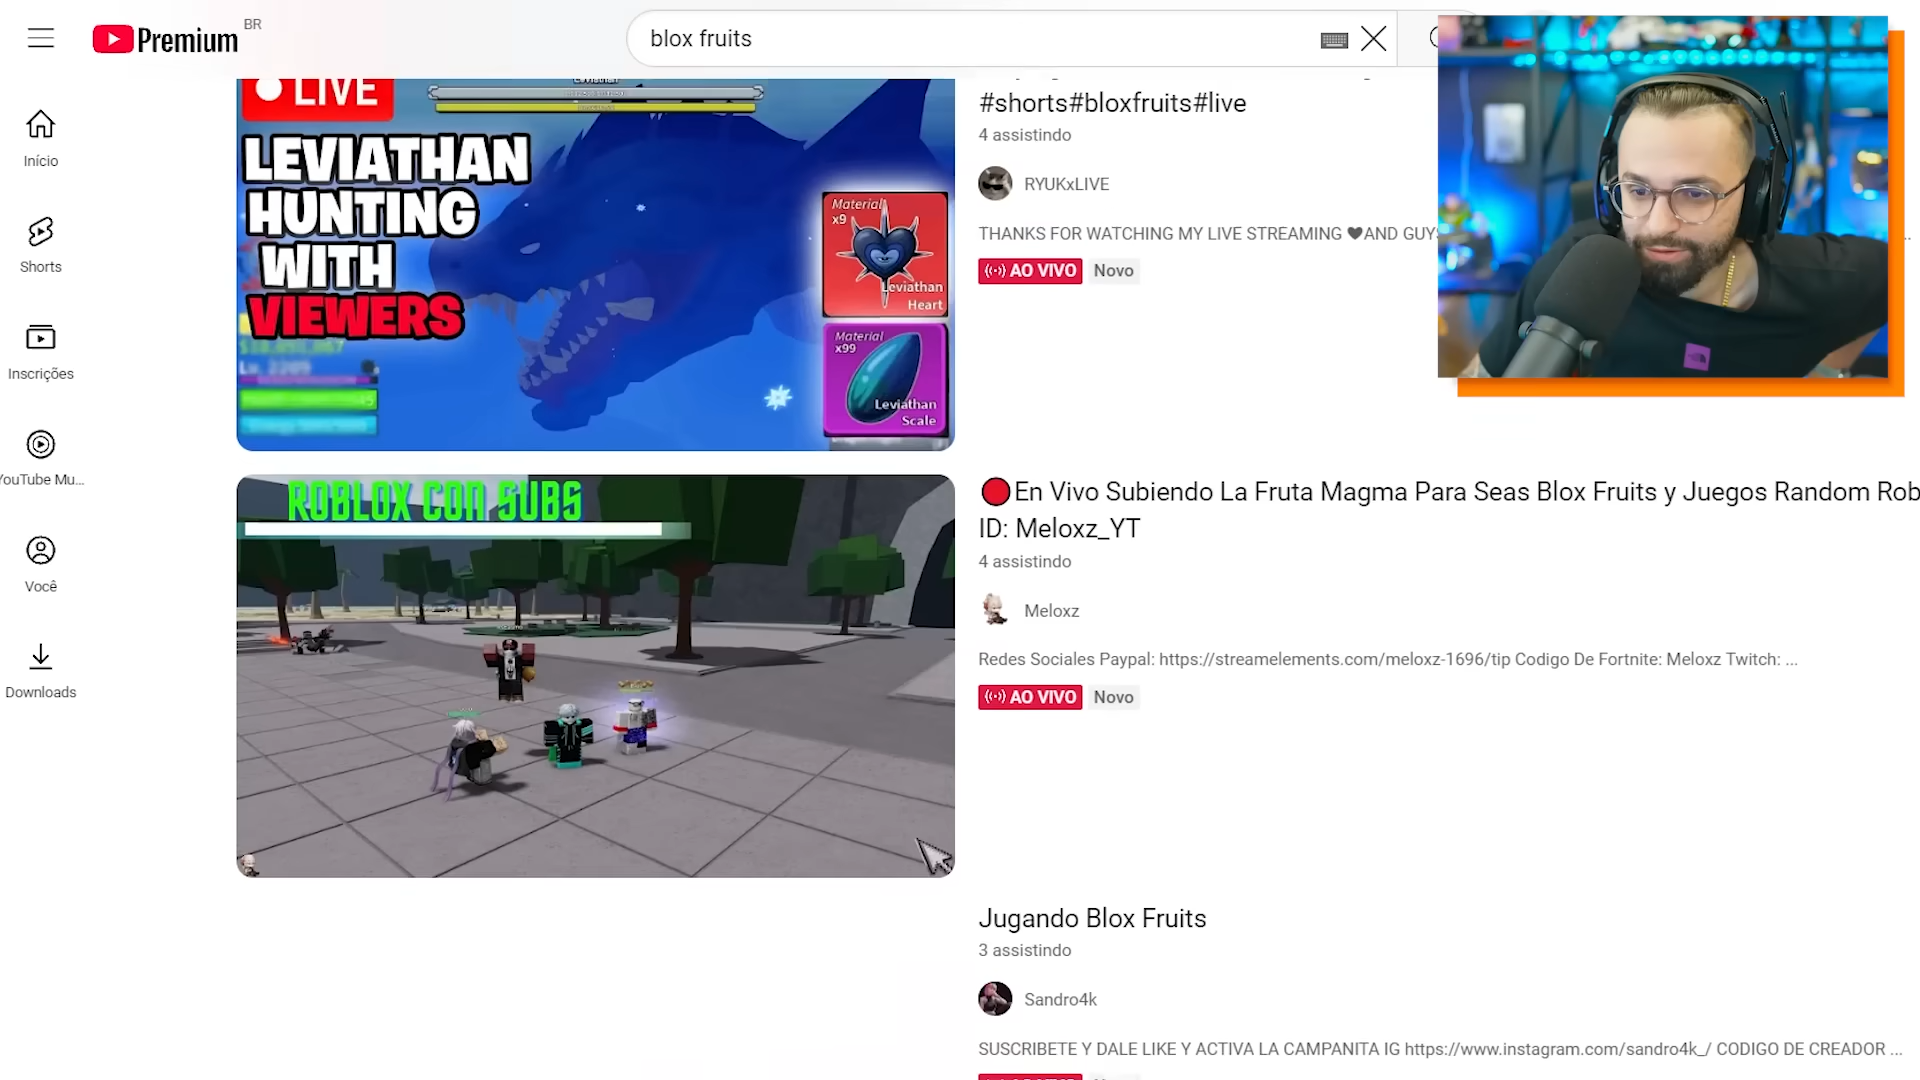 Premium
BR
blox fruits
Início
Shorts
Inscrições
YouTube Mu...
Você
Downloads
LIVE
LEVIATHAN
HUNTING
WITH
VIEWERS
Material
x9
Leviathan
Heart
Material
x99
Leviathan
Scale
#shorts#bloxfruits#live
4 assistindo
RYUKxLIVE
THANKS FOR WATCHING MY LIVE STREAMING ❤AND GUYS
AO VIVO
Novo
ROBLOX CON SUBS
🔴En Vivo Subiendo La Fruta Magma Para Seas Blox Fruits y Juegos Random Rob
ID: Meloxz_YT
4 assistindo
Meloxz
Redes Sociales Paypal: https://streamelements.com/meloxz-1696/tip Codigo De Fortnite: Meloxz Twitch: ...
AO VIVO
Novo
Jugando Blox Fruits
3 assistindo
Sandro4k
SUSCRIBETE Y DALE LIKE Y ACTIVA LA CAMPANITA IG https://www.instagram.com/sandro4k_/ CODIGO DE CREADOR ...